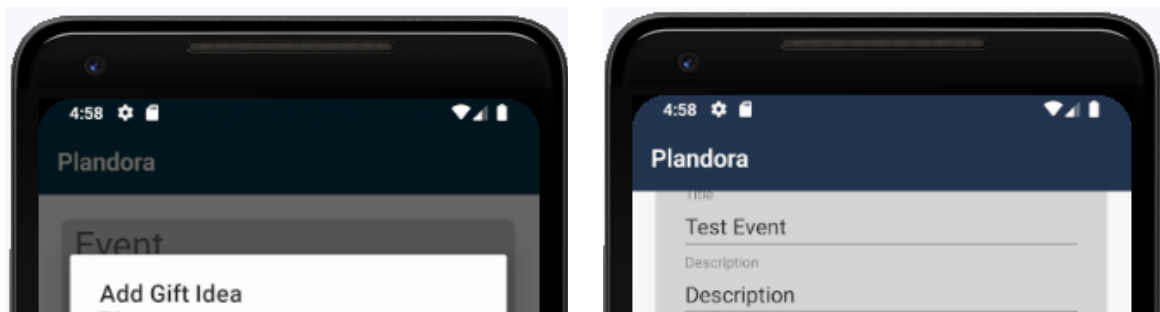 4:58
Plandora
Event
Add Gift Idea
4:58
Plandora
Title
Test Event
Description
Description